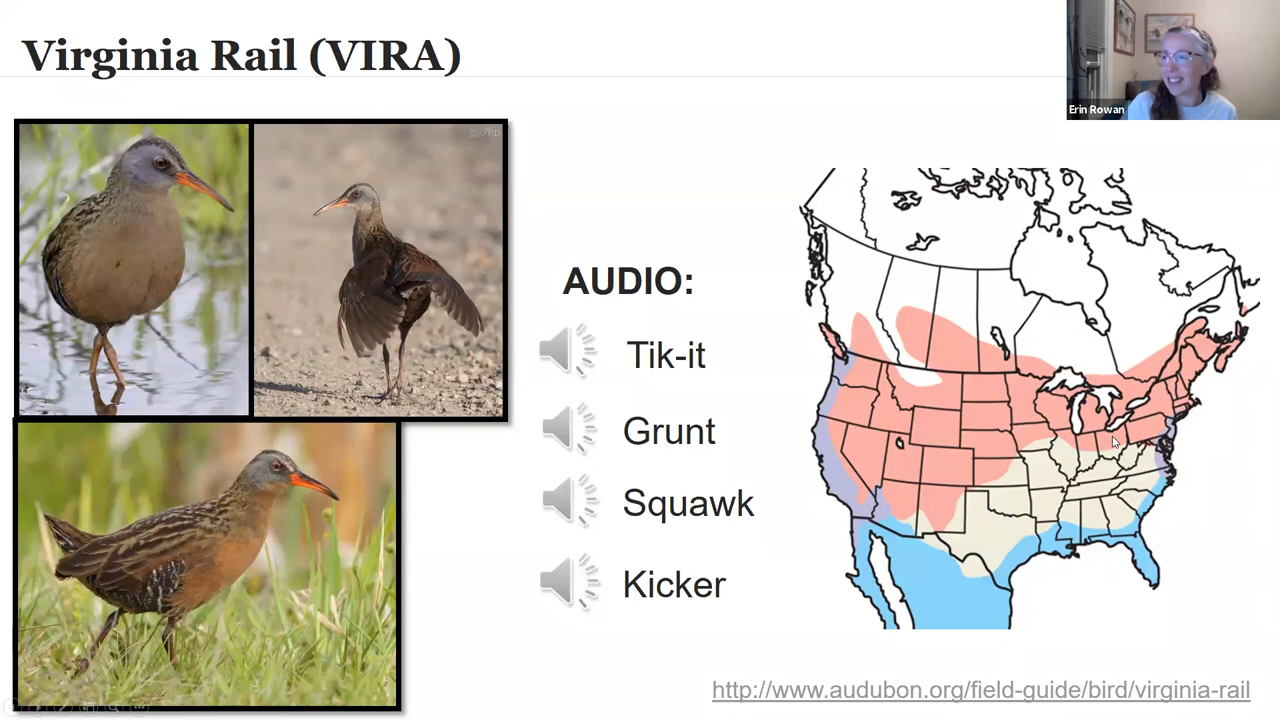 Virginia Rail (VIRA)
Erin Rowan
AUDIO:
Tik-it
Grunt
Squawk
Kicker
http://www.audubon.org/field-guide/bird/virginia-rail